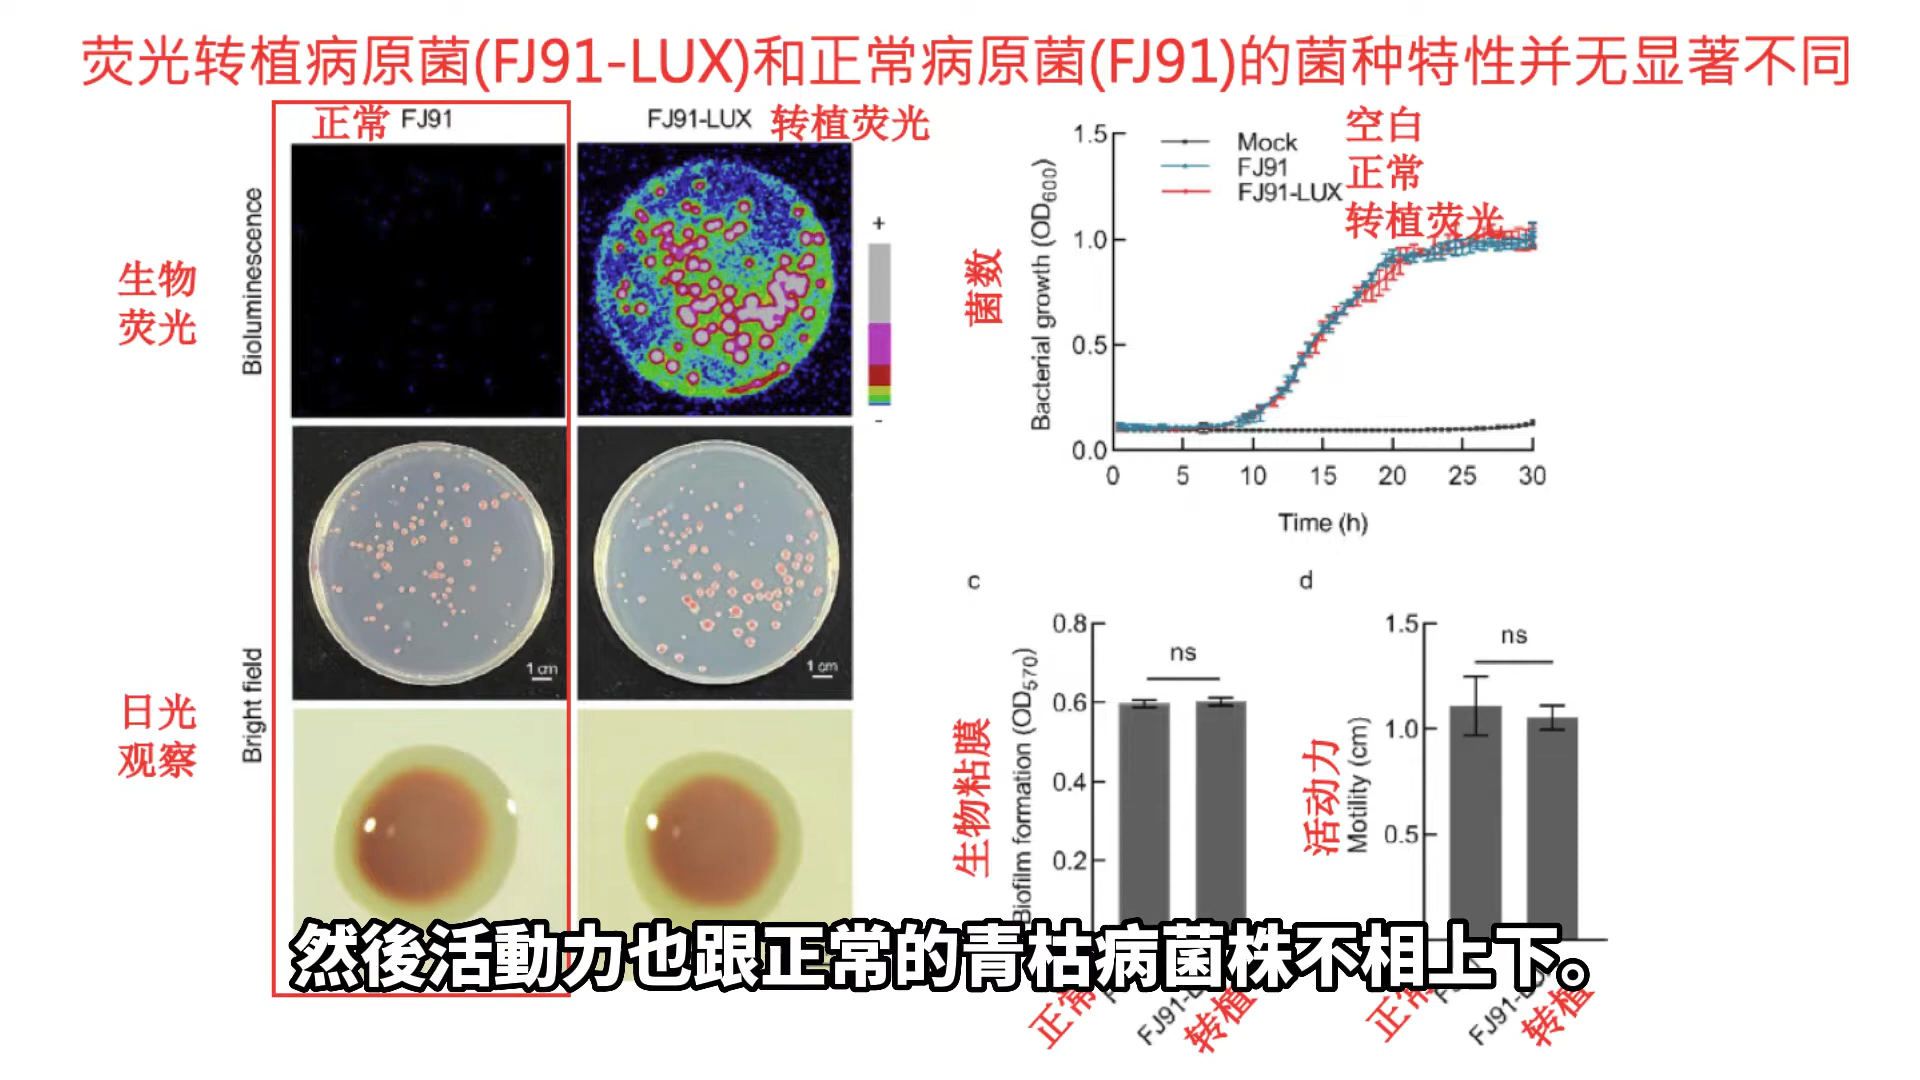 荧光转植病原菌(FJ91-LUX)和正常病原菌(FJ91)的菌种特性并无显著不同
正常 FJ91
FJ91-LUX 转植荧光
生物
荧光
Bioluminescence
+
-
日光
观察
Bright field
1 cm
1 cm
菌数
Bacterial growth (OD600)
1.5
1.0
0.5
0.0
Mock 空白
FJ91 正常
FJ91-LUX 转植荧光
0 5 10 15 20 25 30
Time (h)
c
生物粘膜
Biofilm formation (OD570)
0.8
0.6
0.4
0.2
ns
正常
转植
d
活动力
Motility (cm)
1.5
1.0
0.5
ns
正常
转植
然後活動力也跟正常的青枯病菌株不相上下。